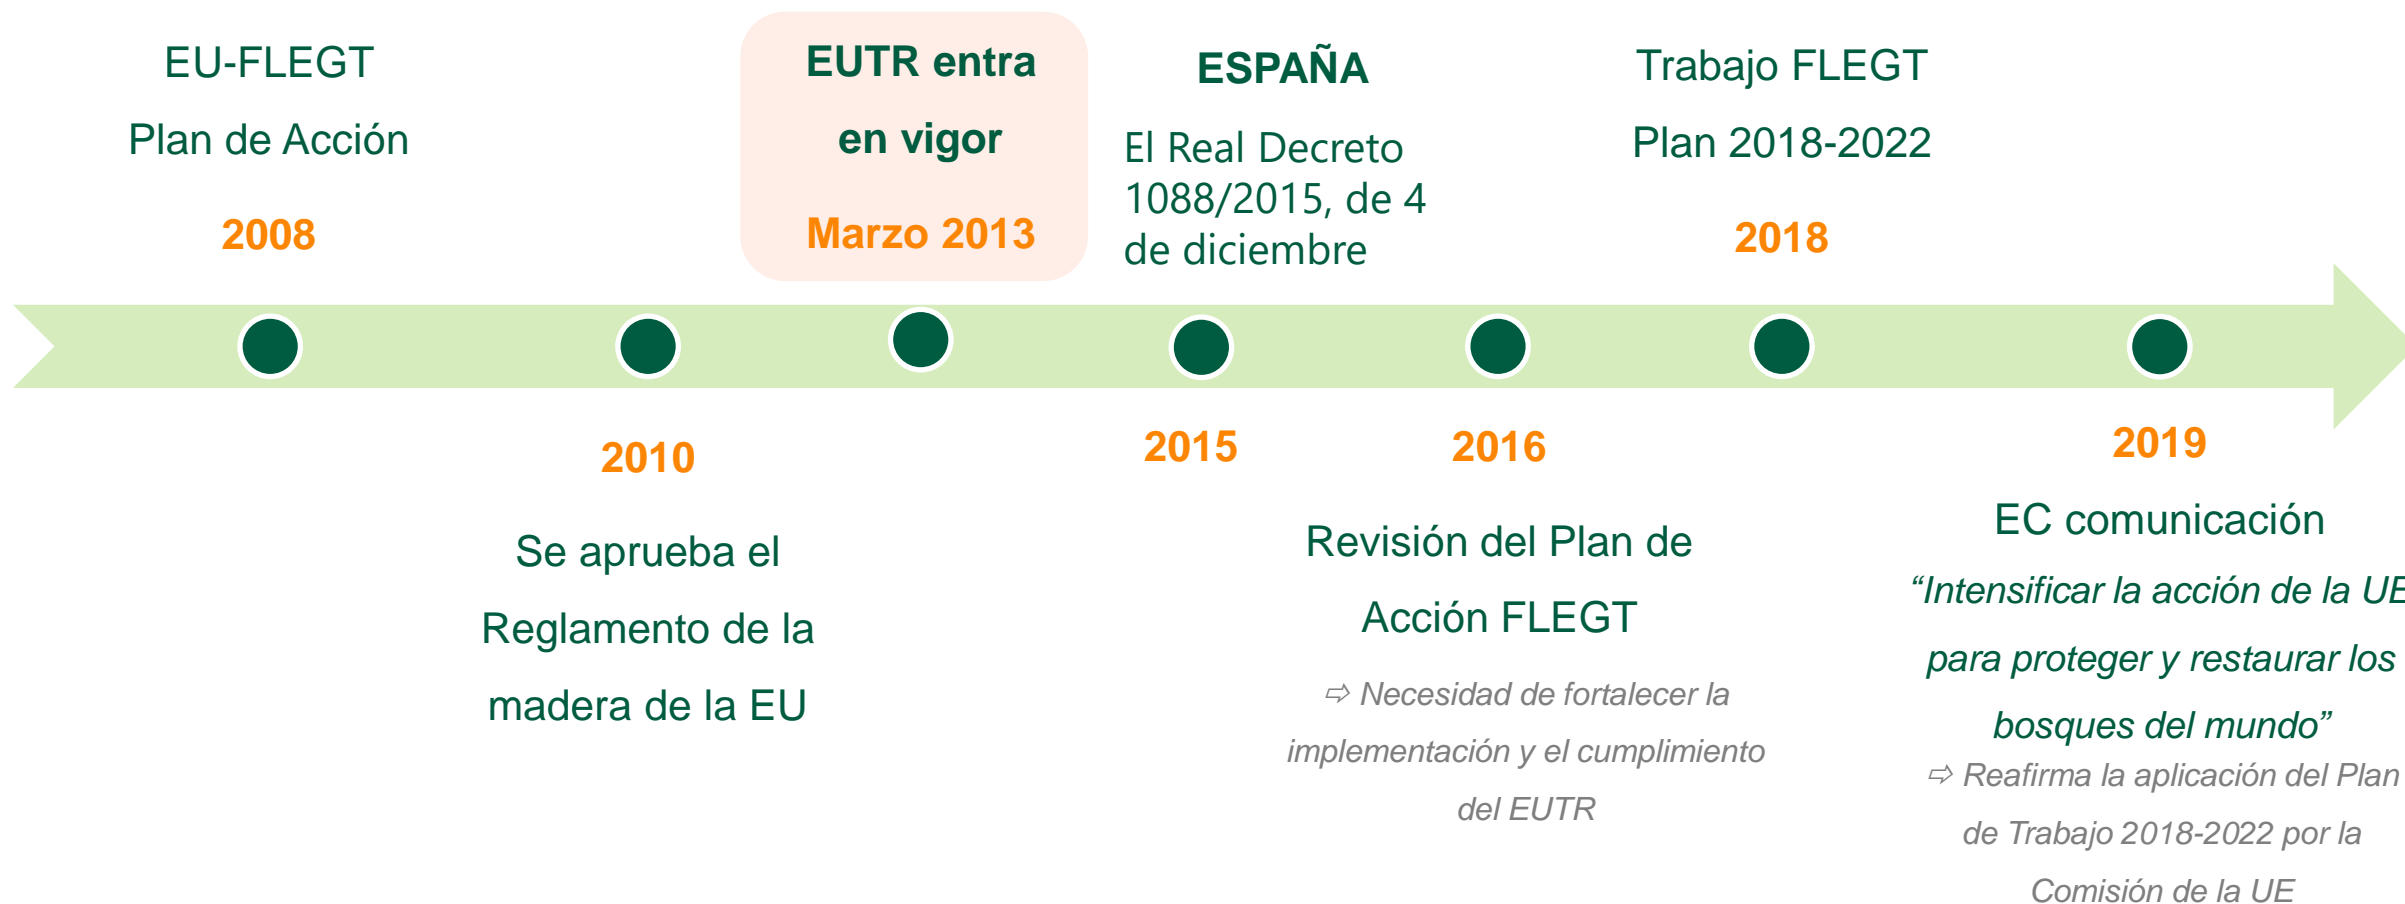 EU-FLEGT
Plan de Acción
2008
2010
Se aprueba el
Reglamento de la
madera de la EU
EUTR entra
en vigor
Marzo 2013
ESPAÑA
El Real Decreto
1088/2015, de 4
de diciembre
2015
2016
Revisión del Plan de
Acción FLEGT
⇨ Necesidad de fortalecer la
implementación y el cumplimiento
del EUTR
Trabajo FLEGT
Plan 2018-2022
2018
2019
EC comunicación
“Intensificar la acción de la UE
para proteger y restaurar los
bosques del mundo”
⇨ Reafirma la aplicación del Plan
de Trabajo 2018-2022 por la
Comisión de la UE